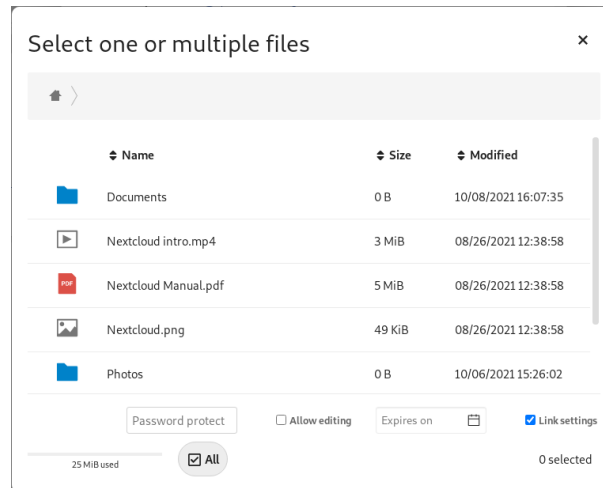 Select one or multiple files
Name Size Modified
Documents 0 B 10/08/2021 16:07:35
Nextcloud intro.mp4 3 MiB 08/26/2021 12:38:58
PDF Nextcloud Manual.pdf 5 MiB 08/26/2021 12:38:58
Nextcloud.png 49 KiB 08/26/2021 12:38:58
Photos 0 B 10/06/2021 15:26:02
Password protect Allow editing Expires on Link settings
25 MiB used All 0 selected